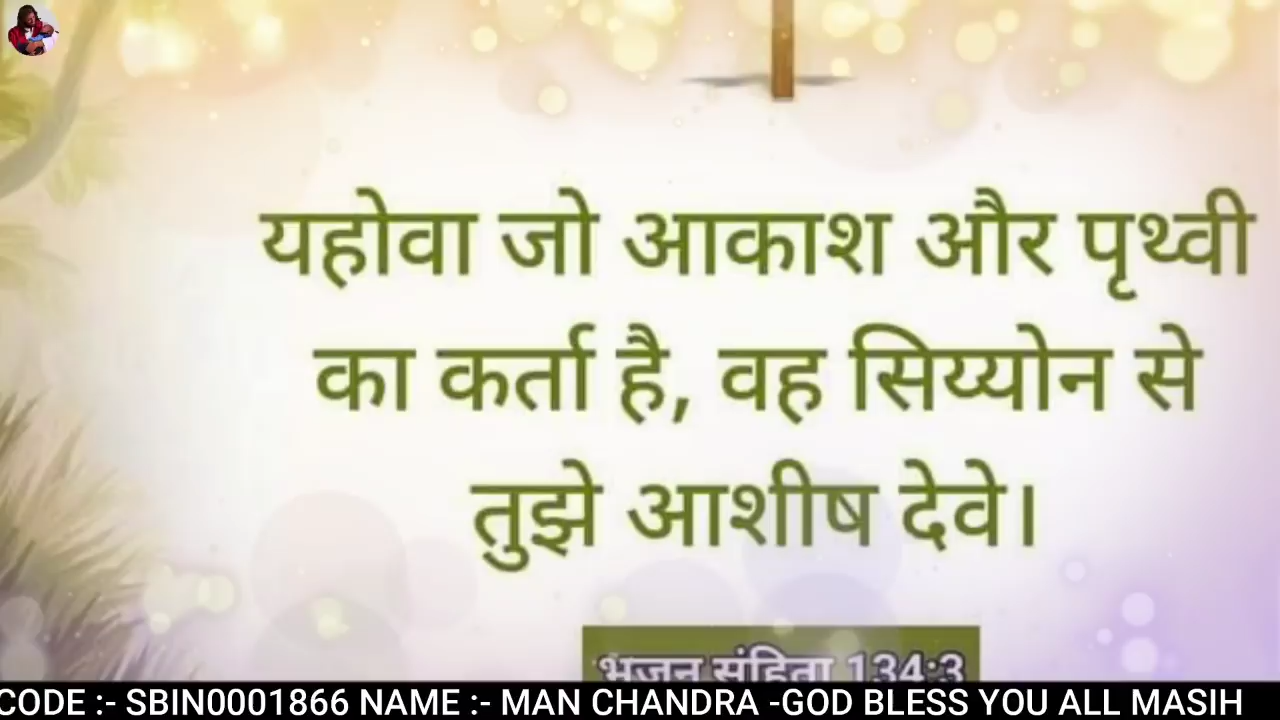 यहोवा जो आकाश और पृथ्वी
का कर्ता है, वह सिय्योन से
तुझे आशीष देवे।
भजन संहिता 134:3
CODE :- SBIN0001866 NAME :- MAN CHANDRA -GOD BLESS YOU ALL MASIH